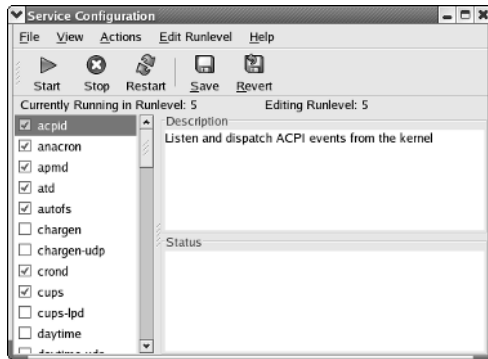 Service Configuration
File View Actions Edit Runlevel Help
Start Stop Restart Save Revert
Currently Running in Runlevel: 5 Editing Runlevel: 5
acpid
anacron
apmd
atd
autofs
chargen
chargen-udp
crond
cups
cups-lpd
daytime
Description
Listen and dispatch ACPI events from the kernel
Status